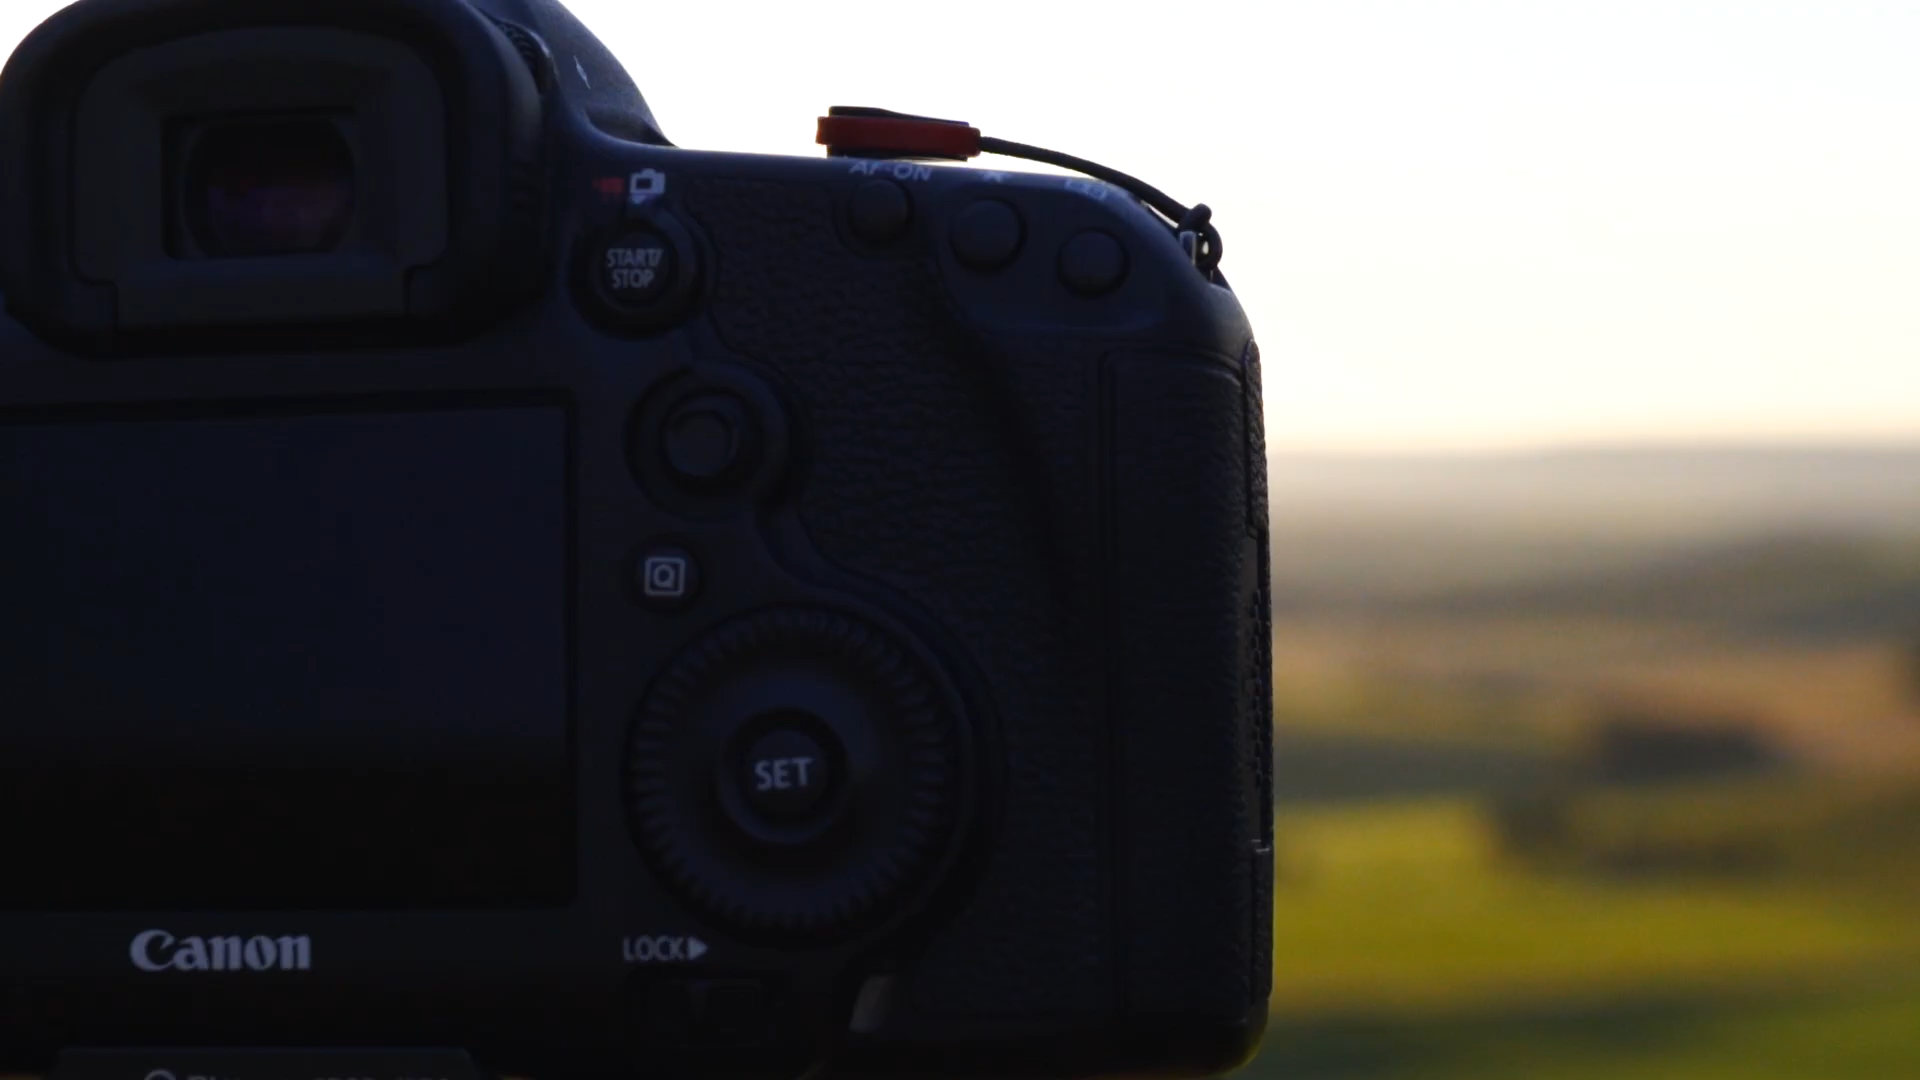 AF-ON
START/
STOP
Q
SET
Canon
LOCK▶